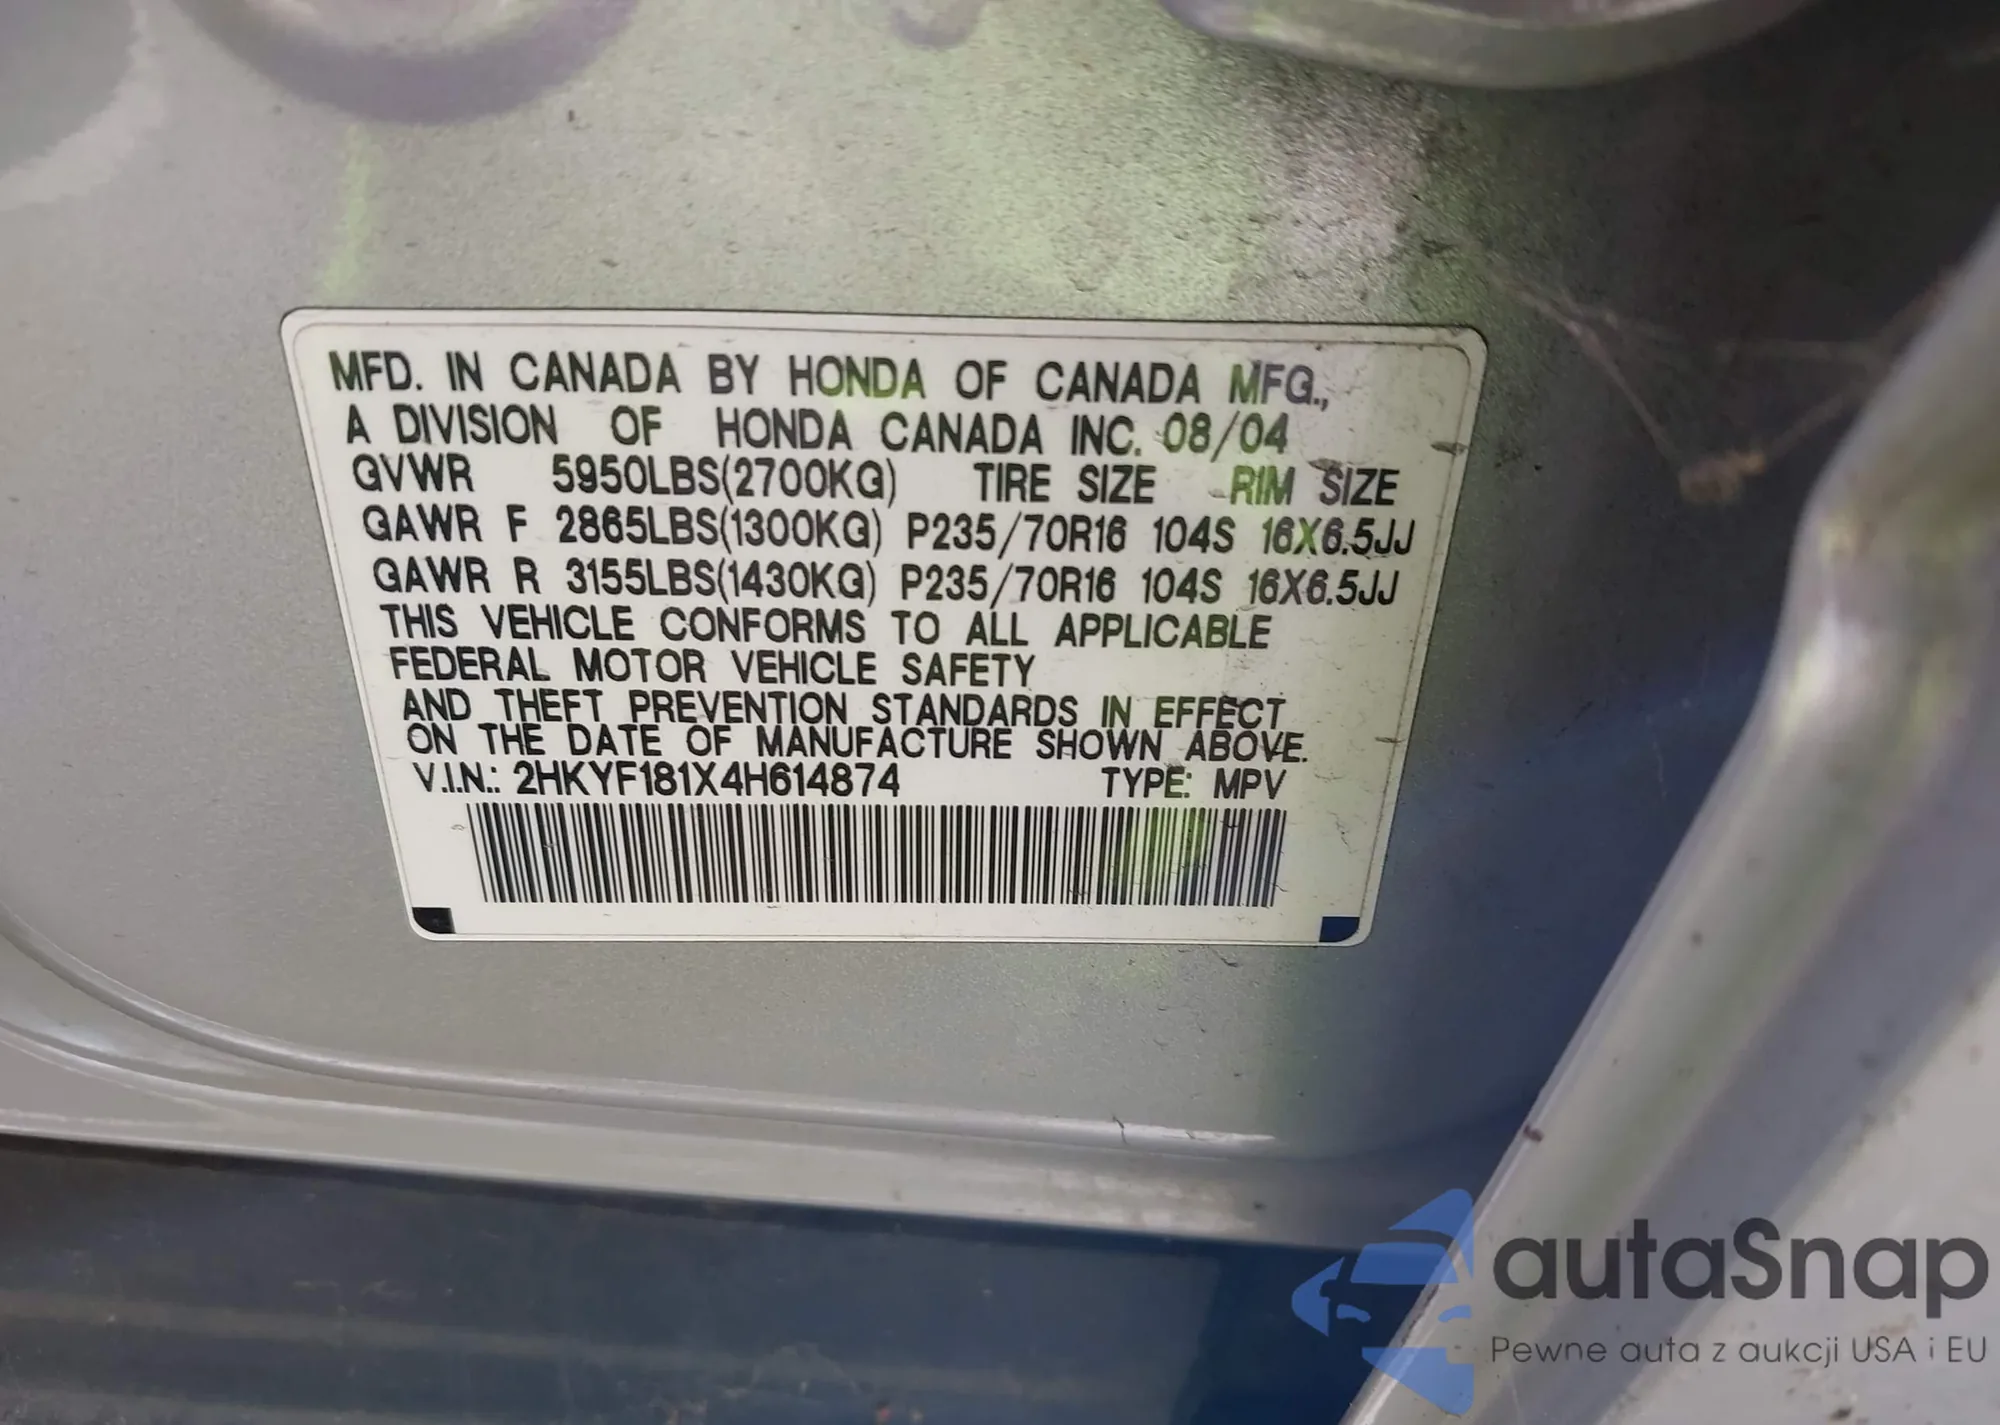 MFD. IN CANADA BY HONDA OF CANADA MFG.,
A DIVISION OF HONDA CANADA INC. 08/04
GVWR 5950LBS(2700KG) TIRE SIZE RIM SIZE
GAWR F 2865LBS(1300KG) P235/70R16 104S 16X6.5JJ
GAWR R 3155LBS(1430KG) P235/70R16 104S 16X6.5JJ
THIS VEHICLE CONFORMS TO ALL APPLICABLE
FEDERAL MOTOR VEHICLE SAFETY
AND THEFT PREVENTION STANDARDS IN EFFECT
ON THE DATE OF MANUFACTURE SHOWN ABOVE.
V.I.N.: 2HKYF181X4H614874 TYPE: MPV
autaSnap
Pewne auta z aukcji USA i EU